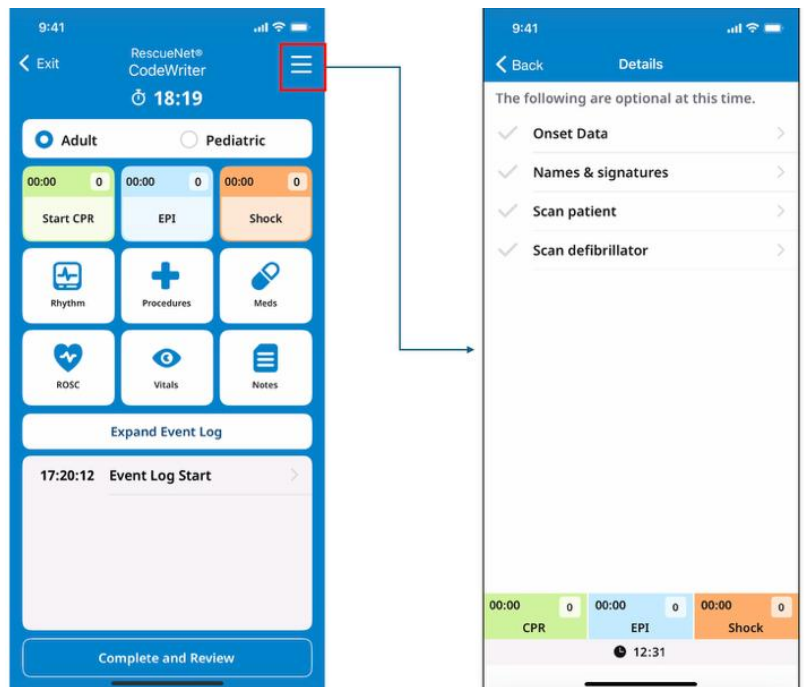 9:41
Exit
RescueNet®
CodeWriter
18:19
Adult
Pediatric
00:00 0
Start CPR
00:00 0
EPI
00:00 0
Shock
Rhythm
Procedures
Meds
ROSC
Vitals
Notes
Expand Event Log
17:20:12 Event Log Start
Complete and Review
9:41
Back
Details
The following are optional at this time.
Onset Data
Names & signatures
Scan patient
Scan defibrillator
00:00 0
CPR
00:00 0
EPI
00:00 0
Shock
12:31